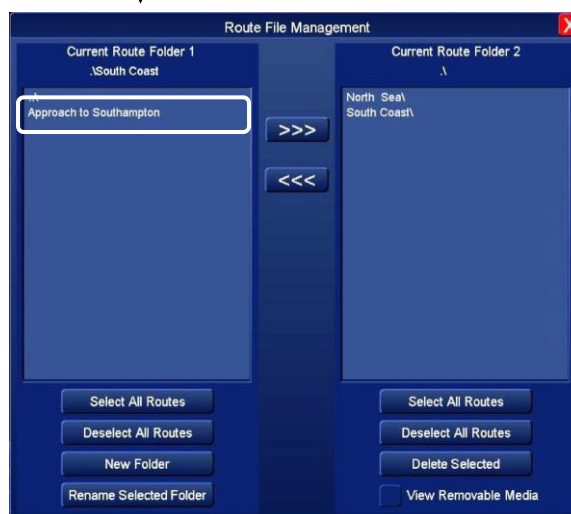 Route File Management
X
Current Route Folder 1
.\South Coast
..\
Approach to Southampton
>>>
<<<
Select All Routes
Deselect All Routes
New Folder
Rename Selected Folder
Current Route Folder 2
.\
North Sea\
South Coast\
Select All Routes
Deselect All Routes
Delete Selected
View Removable Media